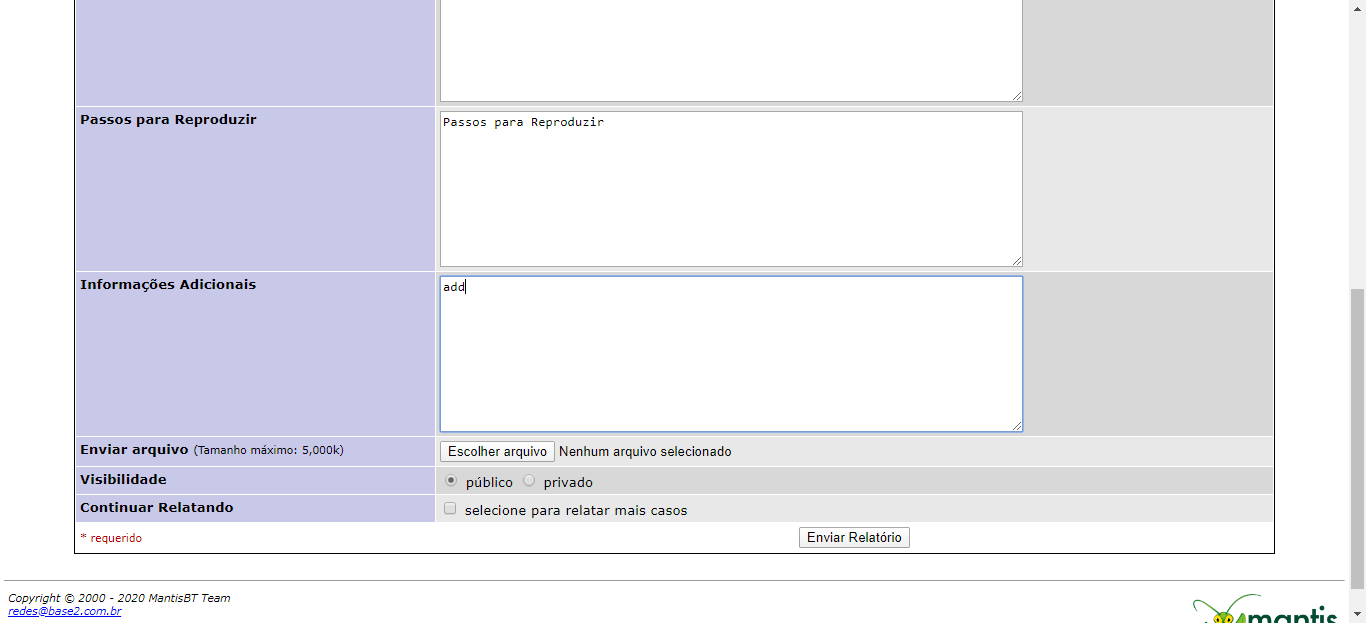 Passos para Reproduzir
Passos para Reproduzir
Informações Adicionais
add
Enviar arquivo (Tamanho máximo: 5,000k)
Escolher arquivo Nenhum arquivo selecionado
Visibilidade
público privado
Continuar Relatando
selecione para relatar mais casos
* requerido
Enviar Relatório
Copyright © 2000 - 2020 MantisBT Team
redes@base2.com.br
mantis